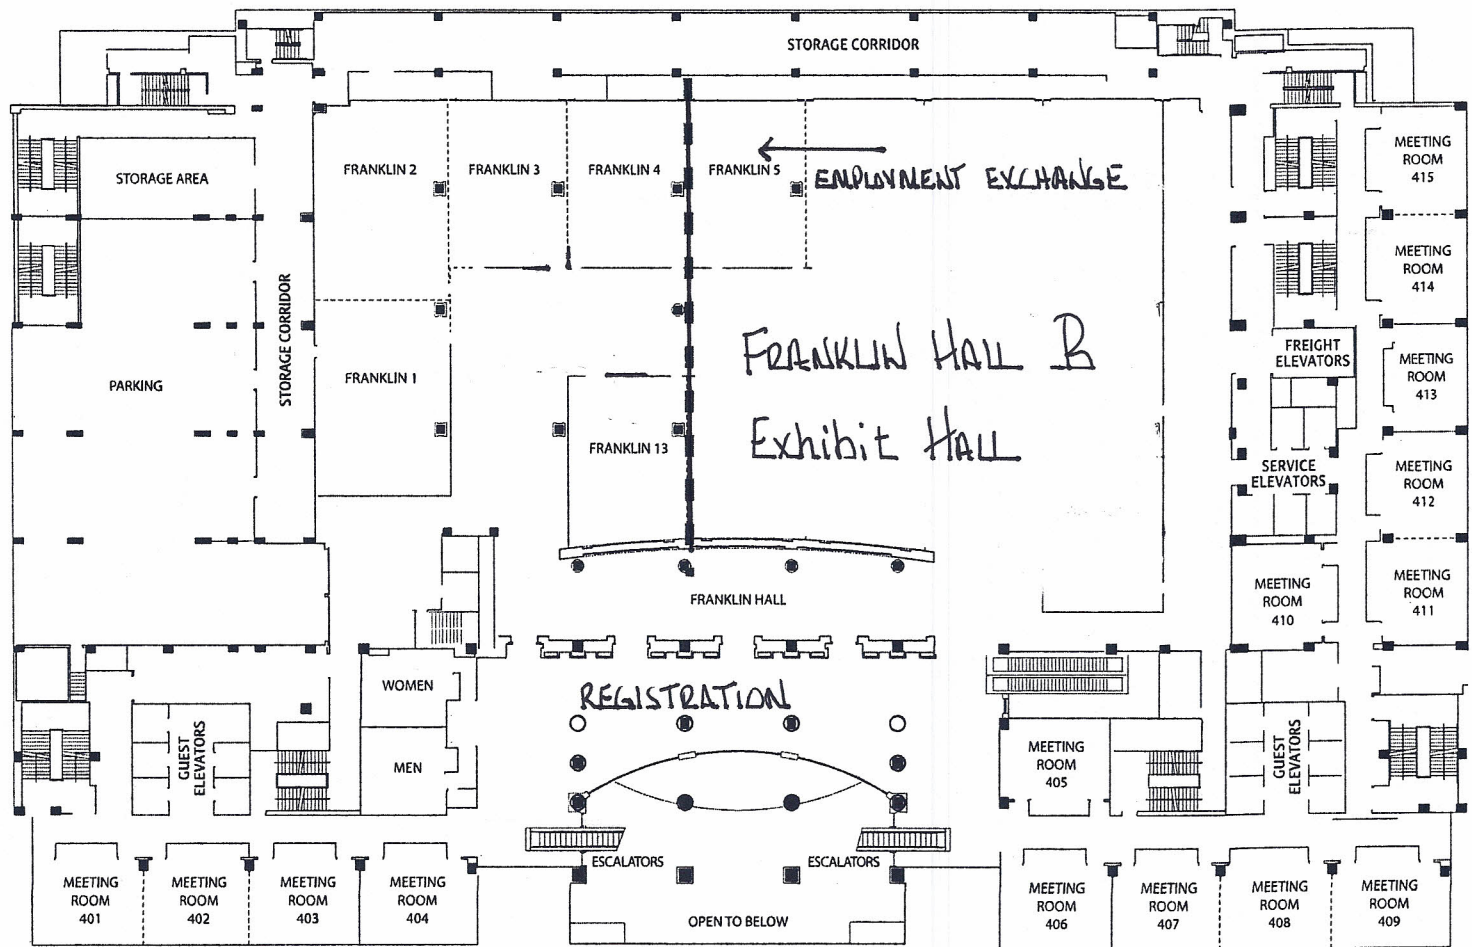 STORAGE CORRIDOR
STORAGE AREA
FRANKLIN 2
FRANKLIN 3
FRANKLIN 4
FRANKLIN 5
EMPLOYMENT EXCHANGE
MEETING
ROOM
415
MEETING
ROOM
414
STORAGE CORRIDOR
PARKING
FRANKLIN 1
FRANKLIN HALL B
Exhibit HALL
FREIGHT
ELEVATORS
MEETING
ROOM
413
FRANKLIN 13
SERVICE
ELEVATORS
MEETING
ROOM
412
FRANKLIN HALL
MEETING
ROOM
410
MEETING
ROOM
411
WOMEN
REGISTRATION
GUEST
ELEVATORS
MEN
MEETING
ROOM
405
GUEST
ELEVATORS
ESCALATORS
ESCALATORS
MEETING
ROOM
401
MEETING
ROOM
402
MEETING
ROOM
403
MEETING
ROOM
404
OPEN TO BELOW
MEETING
ROOM
406
MEETING
ROOM
407
MEETING
ROOM
408
MEETING
ROOM
409